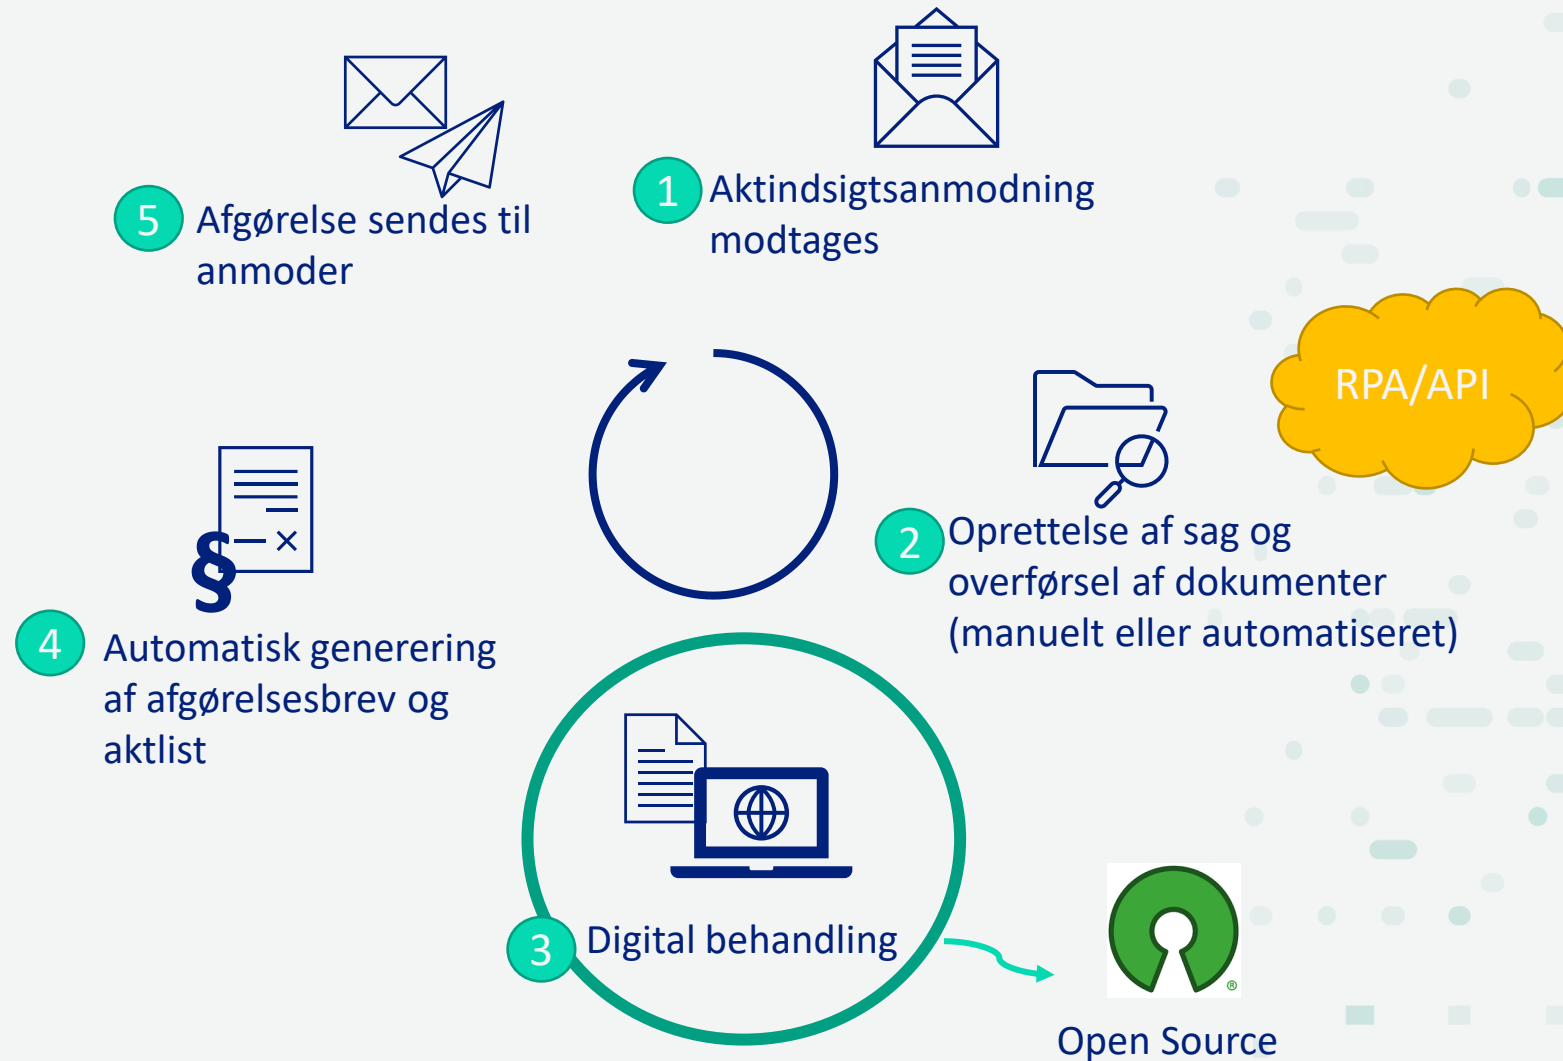 1
Aktindsigtsanmodning
modtages
RPA/API
2
Oprettelse af sag og
overførsel af dokumenter
(manuelt eller automatiseret)
3
Digital behandling
Open Source
®
§
4
Automatisk generering
af afgørelsesbrev og
aktlist
5
Afgørelse sendes til
anmoder